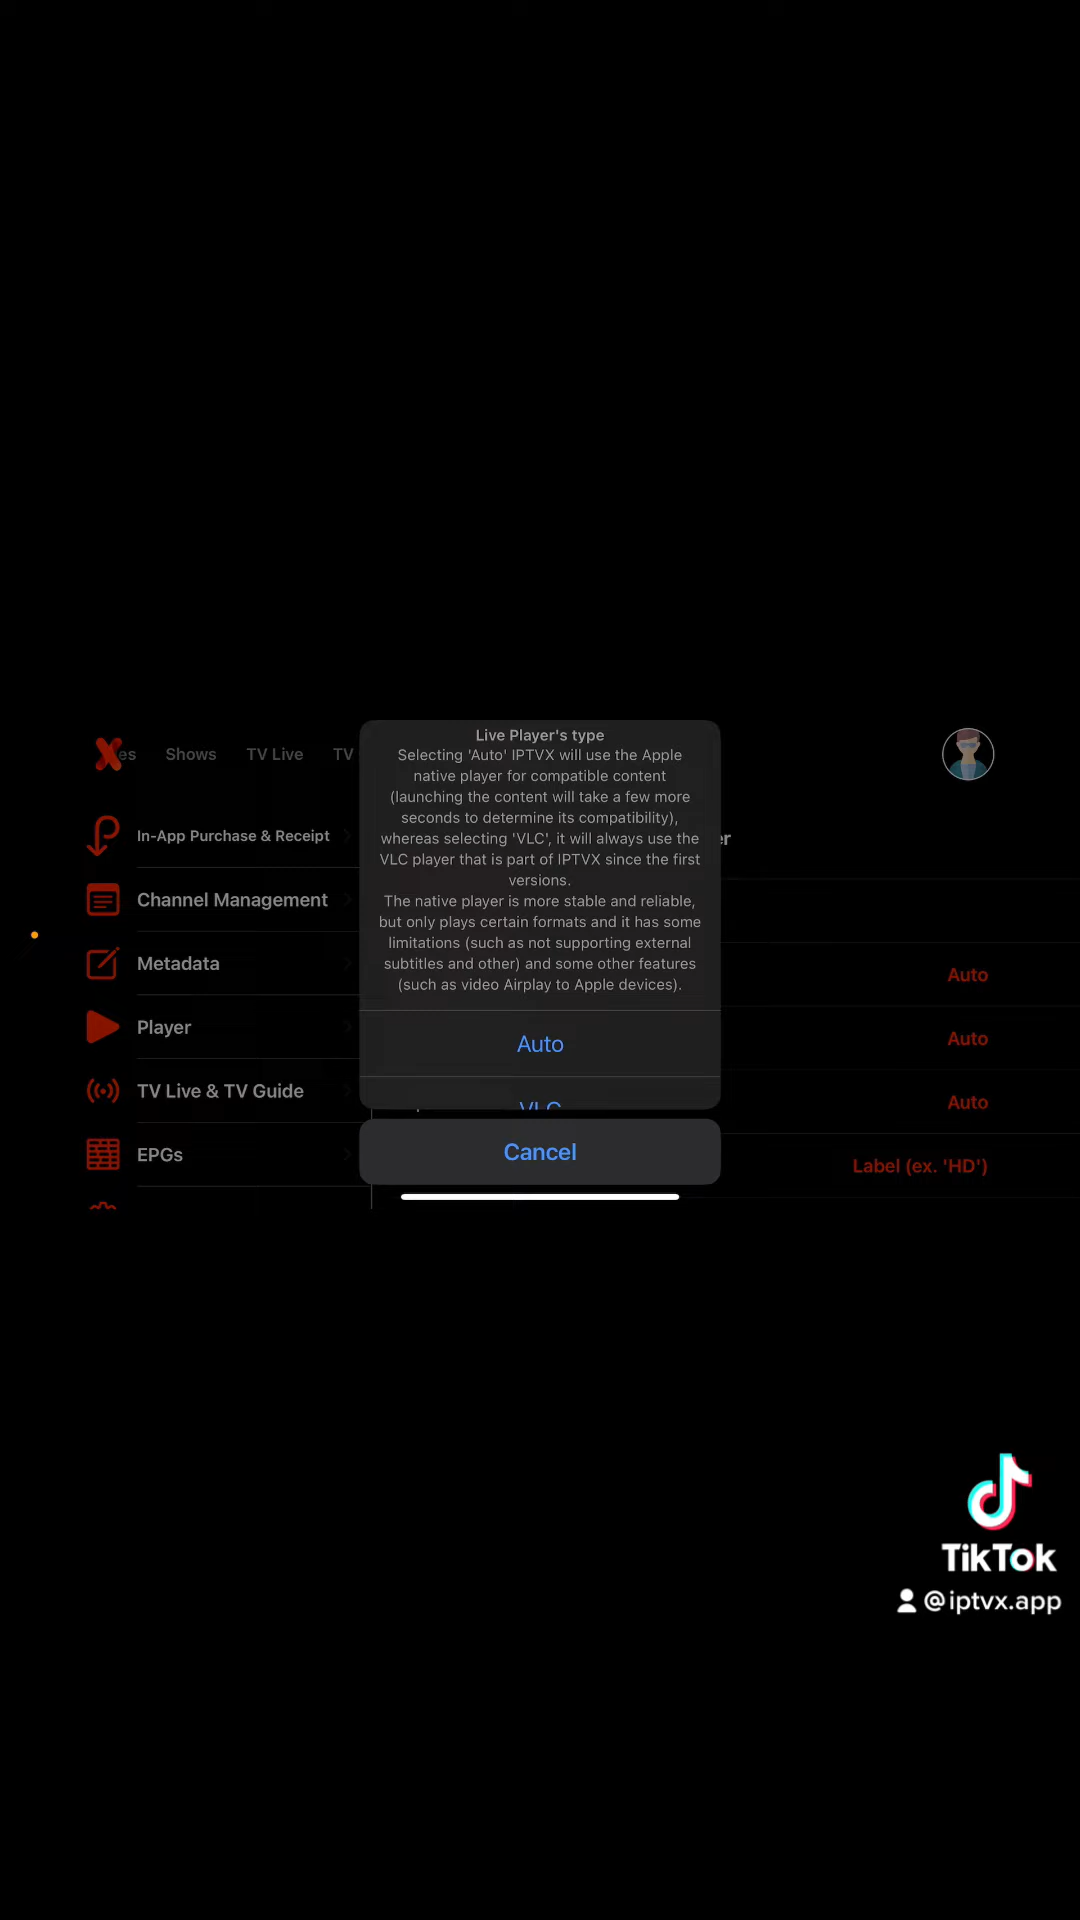 es Shows TV Live TV
In-App Purchase & Receipt
Channel Management
Metadata
Player
TV Live & TV Guide
EPGs
Live Player's type
Selecting 'Auto' IPTVX will use the Apple
native player for compatible content
(launching the content will take a few more
seconds to determine its compatibility),
whereas selecting 'VLC', it will always use the
VLC player that is part of IPTVX since the first
versions.
The native player is more stable and reliable,
but only plays certain formats and it has some
limitations (such as not supporting external
subtitles and other) and some other features
(such as video Airplay to Apple devices).
Auto
VLC
Cancel
er
Auto
Auto
Auto
Label (ex. 'HD')
TikTok
@iptvx.app